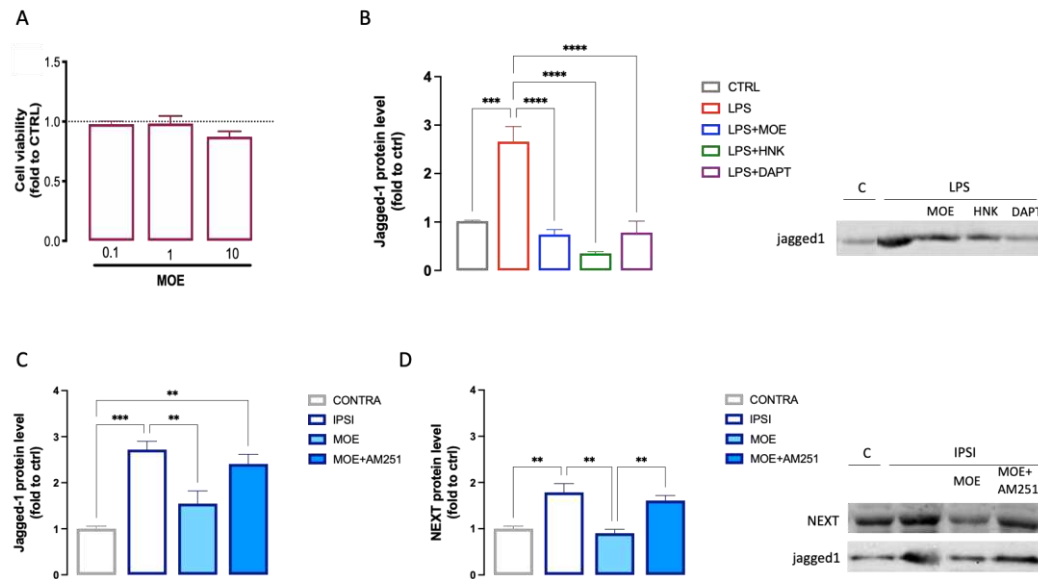 A
Cell viability
(fold to CTRL)
1.5
1.0
0.5
0.0
0.1 1 10
MOE
B
Jagged-1 protein level
(fold to ctrl)
4
3
2
1
0
*** ****
****
****
CTRL
LPS
LPS+MOE
LPS+HNK
LPS+DAPT
C LPS
MOE HNK DAPT
jagged1
C
Jagged-1 protein level
(fold to ctrl)
4
3
2
1
0
**
*** **
CONTRA
IPSI
MOE
MOE+AM251
D
NEXT protein level
(fold to ctrl)
4
3
2
1
0
** ** **
CONTRA
IPSI
MOE
MOE+AM251
C IPSI
MOE MOE+
AM251
NEXT
jagged1